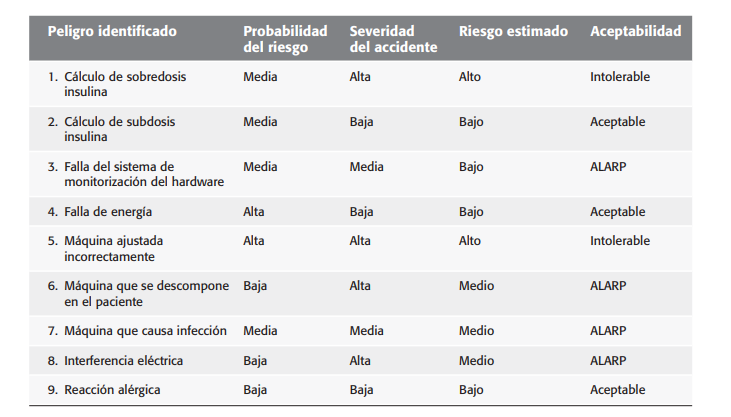 Peligro identificado Probabilidad del riesgo Severidad del accidente Riesgo estimado Aceptabilidad
1. Cálculo de sobredosis insulina Media Alta Alto Intolerable
2. Cálculo de subdosis insulina Media Baja Bajo Aceptable
3. Falla del sistema de monitorización del hardware Media Media Bajo ALARP
4. Falla de energía Alta Baja Bajo Aceptable
5. Máquina ajustada incorrectamente Alta Alta Alto Intolerable
6. Máquina que se descompone en el paciente Baja Alta Medio ALARP
7. Máquina que causa infección Media Media Medio ALARP
8. Interferencia eléctrica Baja Alta Medio ALARP
9. Reacción alérgica Baja Baja Bajo Aceptable